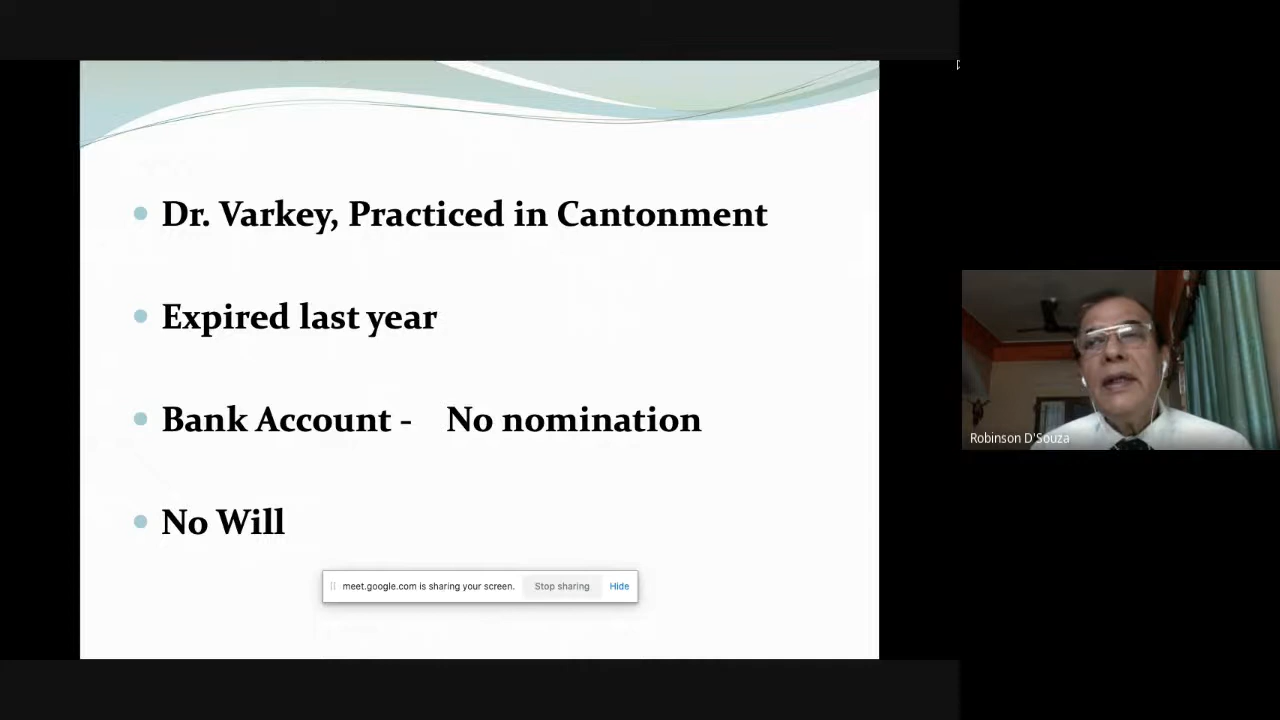 Dr. Varkey, Practiced in Cantonment
Expired last year
Bank Account - No nomination
No Will
meet.google.com is sharing your screen. Stop sharing Hide
Robinson D'Souza